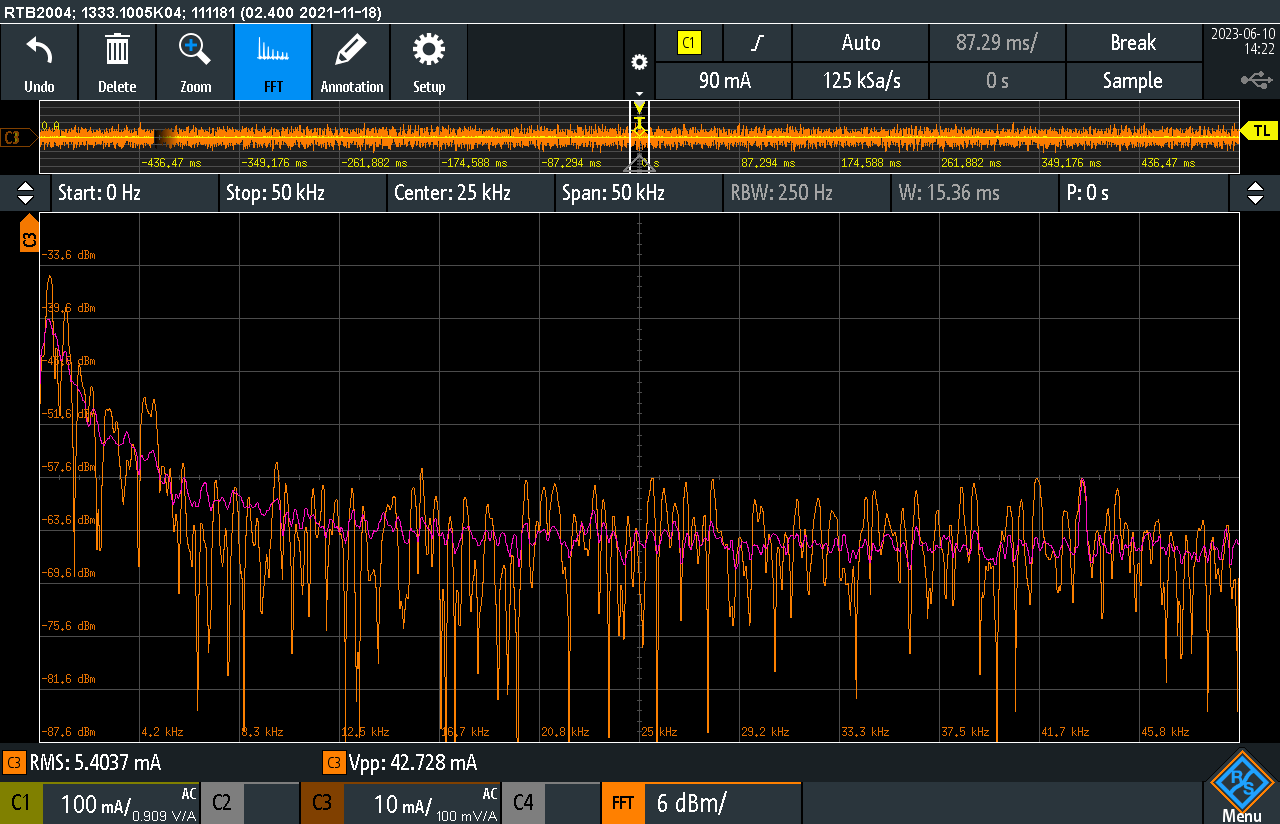 RTB2004; 1333.1005K04; 111181 (02.400 2021-11-18)
Undo
Delete
Zoom
FFT
Annotation
Setup
C1
Auto
87.29 ms/
Break
2023-06-10
14:22
90 mA
125 kSa/s
0 s
Sample
C3
T
TL
-436,47 ms
-349,176 ms
-261,882 ms
-174,588 ms
-87,294 ms
0 s
87,294 ms
174,588 ms
261,882 ms
349,176 ms
436,47 ms
Start: 0 Hz
Stop: 50 kHz
Center: 25 kHz
Span: 50 kHz
RBW: 250 Hz
W: 15.36 ms
P: 0 s
C3
-33,6 dBm
-39,6 dBm
-45,6 dBm
-51,6 dBm
-57,6 dBm
-63,6 dBm
-69,6 dBm
-75,6 dBm
-81,6 dBm
-87,6 dBm
4,2 kHz
8,3 kHz
12,5 kHz
16,7 kHz
20,8 kHz
25 kHz
29,2 kHz
33,3 kHz
37,5 kHz
41,7 kHz
45,8 kHz
C3 RMS: 5.4037 mA
C3 Vpp: 42.728 mA
C1 100 mA/ AC 0.909 V/A
C2
C3 10 mA/ AC 100 mV/A
C4
FFT 6 dBm/
R&S
Menu